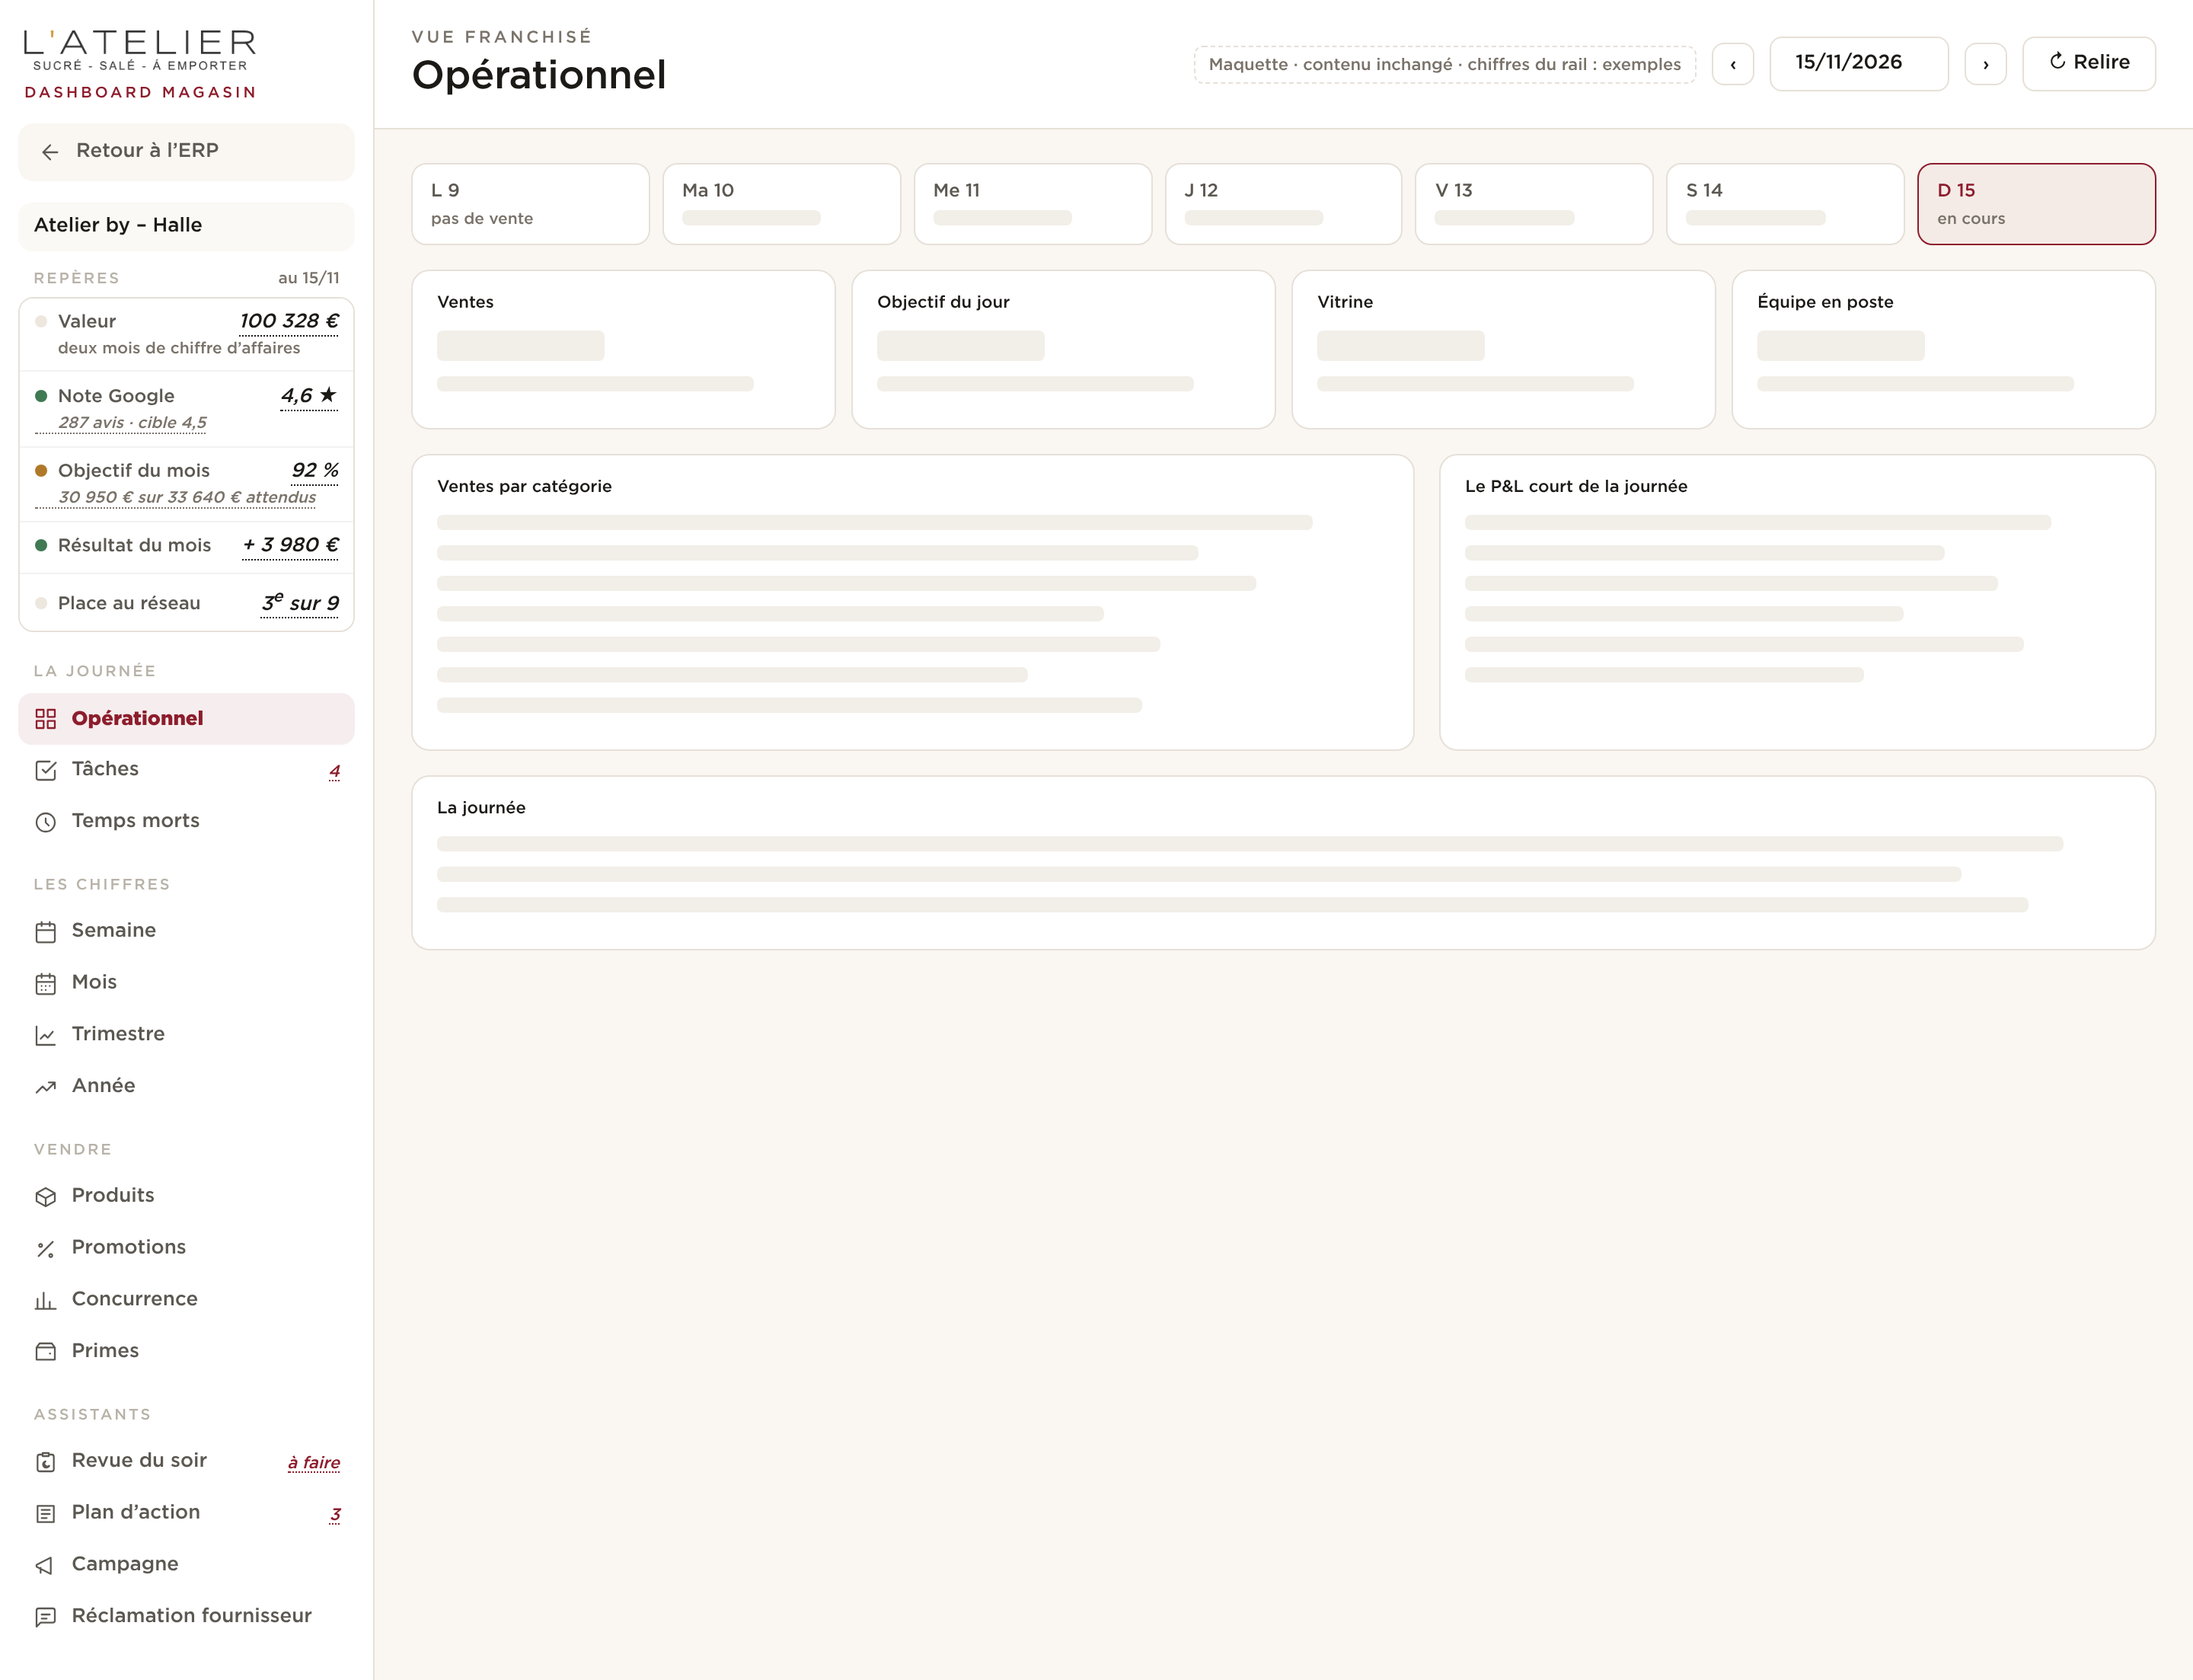 L'ATELIER
SUCRÉ - SALÉ - À EMPORTER
DASHBOARD MAGASIN
Retour à l’ERP
Atelier by – Halle
REPÈRES au 15/11
Valeur 100 328 €
deux mois de chiffre d’affaires
Note Google 4,6 ★
287 avis · cible 4,5
Objectif du mois 92 %
30 950 € sur 33 640 € attendus
Résultat du mois + 3 980 €
Place au réseau 3e sur 9
LA JOURNÉE
Opérationnel
Tâches 4
Temps morts
LES CHIFFRES
Semaine
Mois
Trimestre
Année
VENDRE
Produits
Promotions
Concurrence
Primes
ASSISTANTS
Revue du soir à faire
Plan d’action 3
Campagne
Réclamation fournisseur
VUE FRANCHISÉ
Opérationnel
Maquette · contenu inchangé · chiffres du rail : exemples ‹ 15/11/2026 › ↻ Relire
L 9 Ma 10 Me 11 J 12 V 13 S 14 D 15
pas de vente en cours
Ventes Objectif du jour Vitrine Équipe en poste
Ventes par catégorie Le P&L court de la journée
La journée